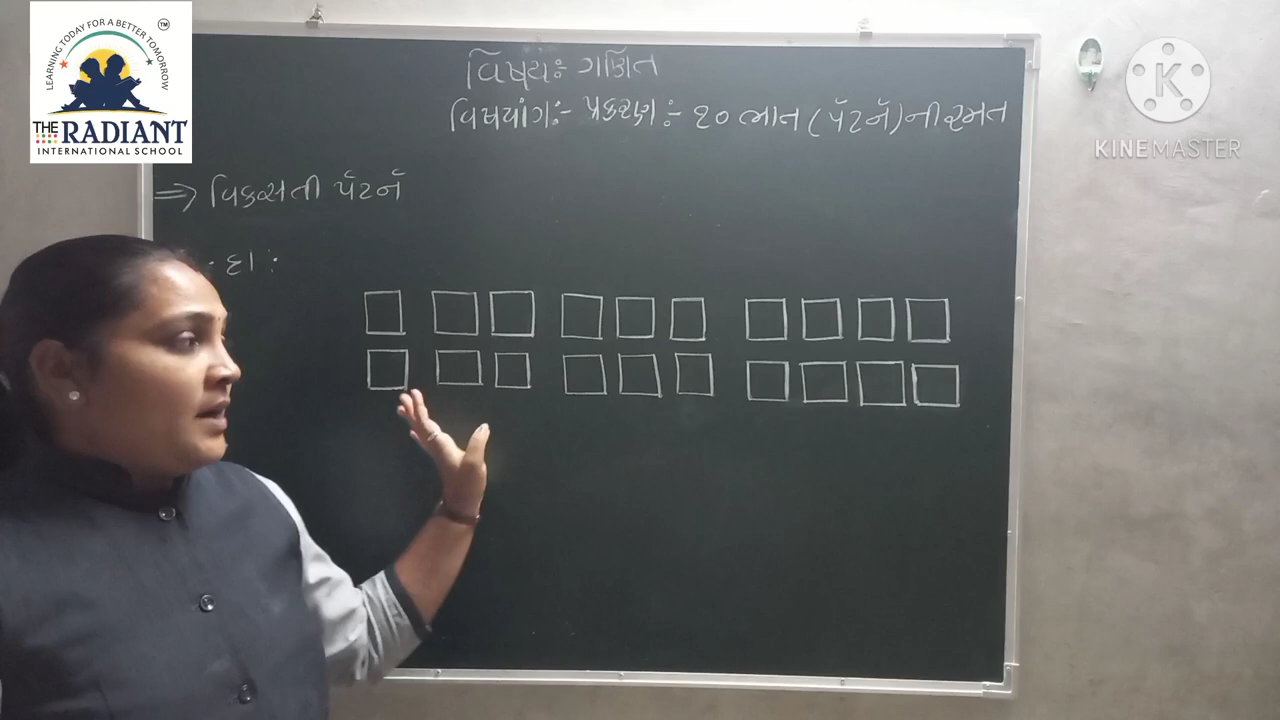 LEARNING TODAY FOR A BETTER TOMORROW
TM
THE RADIANT
INTERNATIONAL SCHOOL
K
KINEMASTER
વિષય:- ગણિત
વિષયાંગ:- પ્રકરણ :- ૧૦ ભાત (પૅટર્ન) ની રમત
⇒ વિકસતી પૅટર્ન
દા :